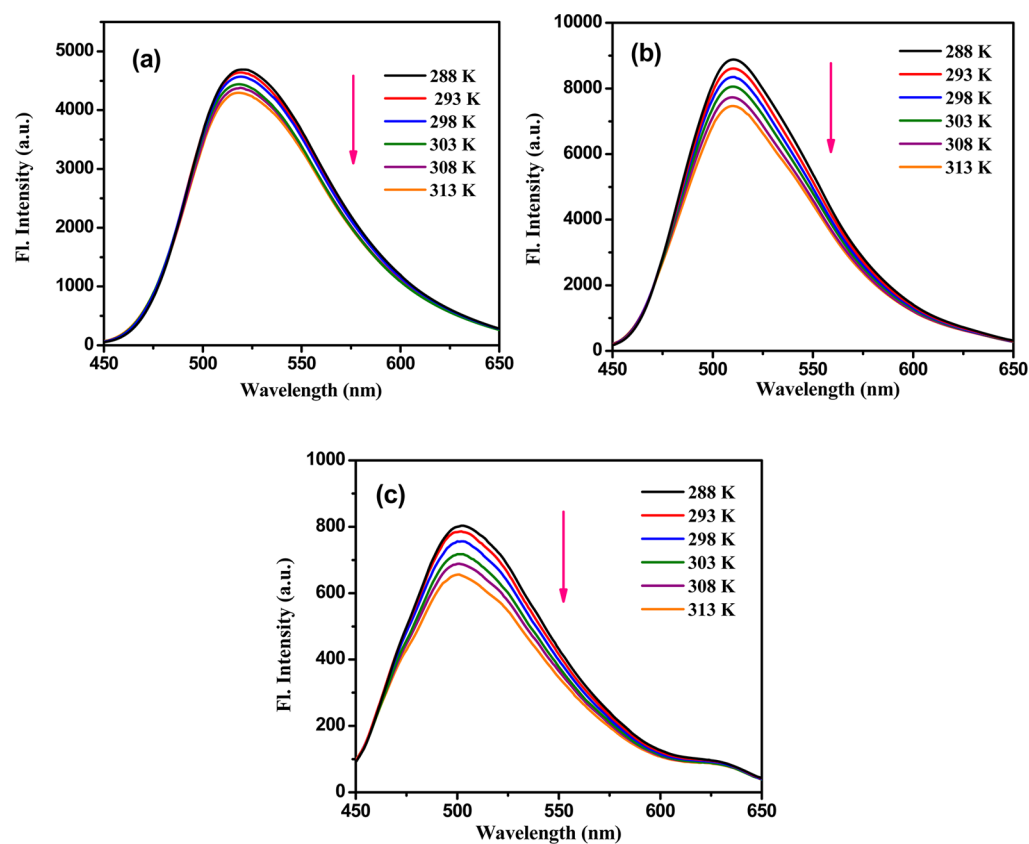 (a)
Fl. Intensity (a.u.)
5000
4000
3000
2000
1000
0
288 K
293 K
298 K
303 K
308 K
313 K
450 500 550 600 650
Wavelength (nm)
(b)
Fl. Intensity (a.u.)
10000
8000
6000
4000
2000
0
288 K
293 K
298 K
303 K
308 K
313 K
450 500 550 600 650
Wavelength (nm)
(c)
Fl. Intensity (a.u.)
1000
800
600
400
200
0
288 K
293 K
298 K
303 K
308 K
313 K
450 500 550 600 650
Wavelength (nm)